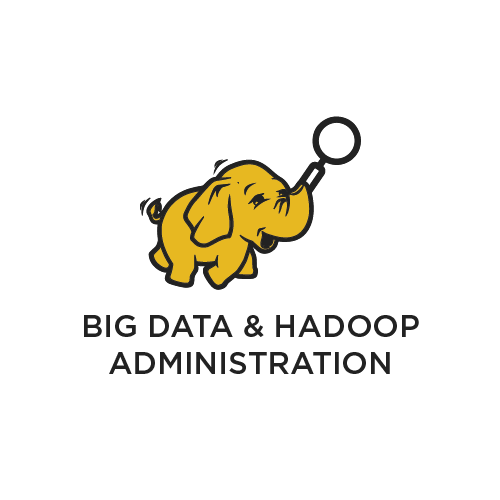 BIG DATA & HADOOP
ADMINISTRATION